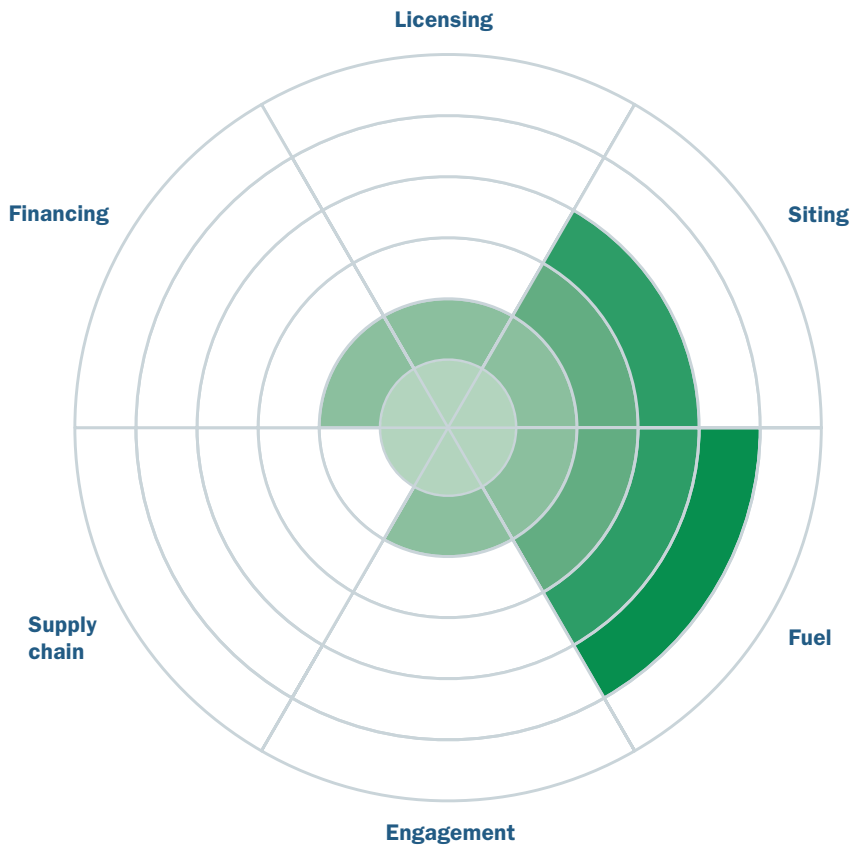 Licensing
Financing
Siting
Supply
chain
Fuel
Engagement